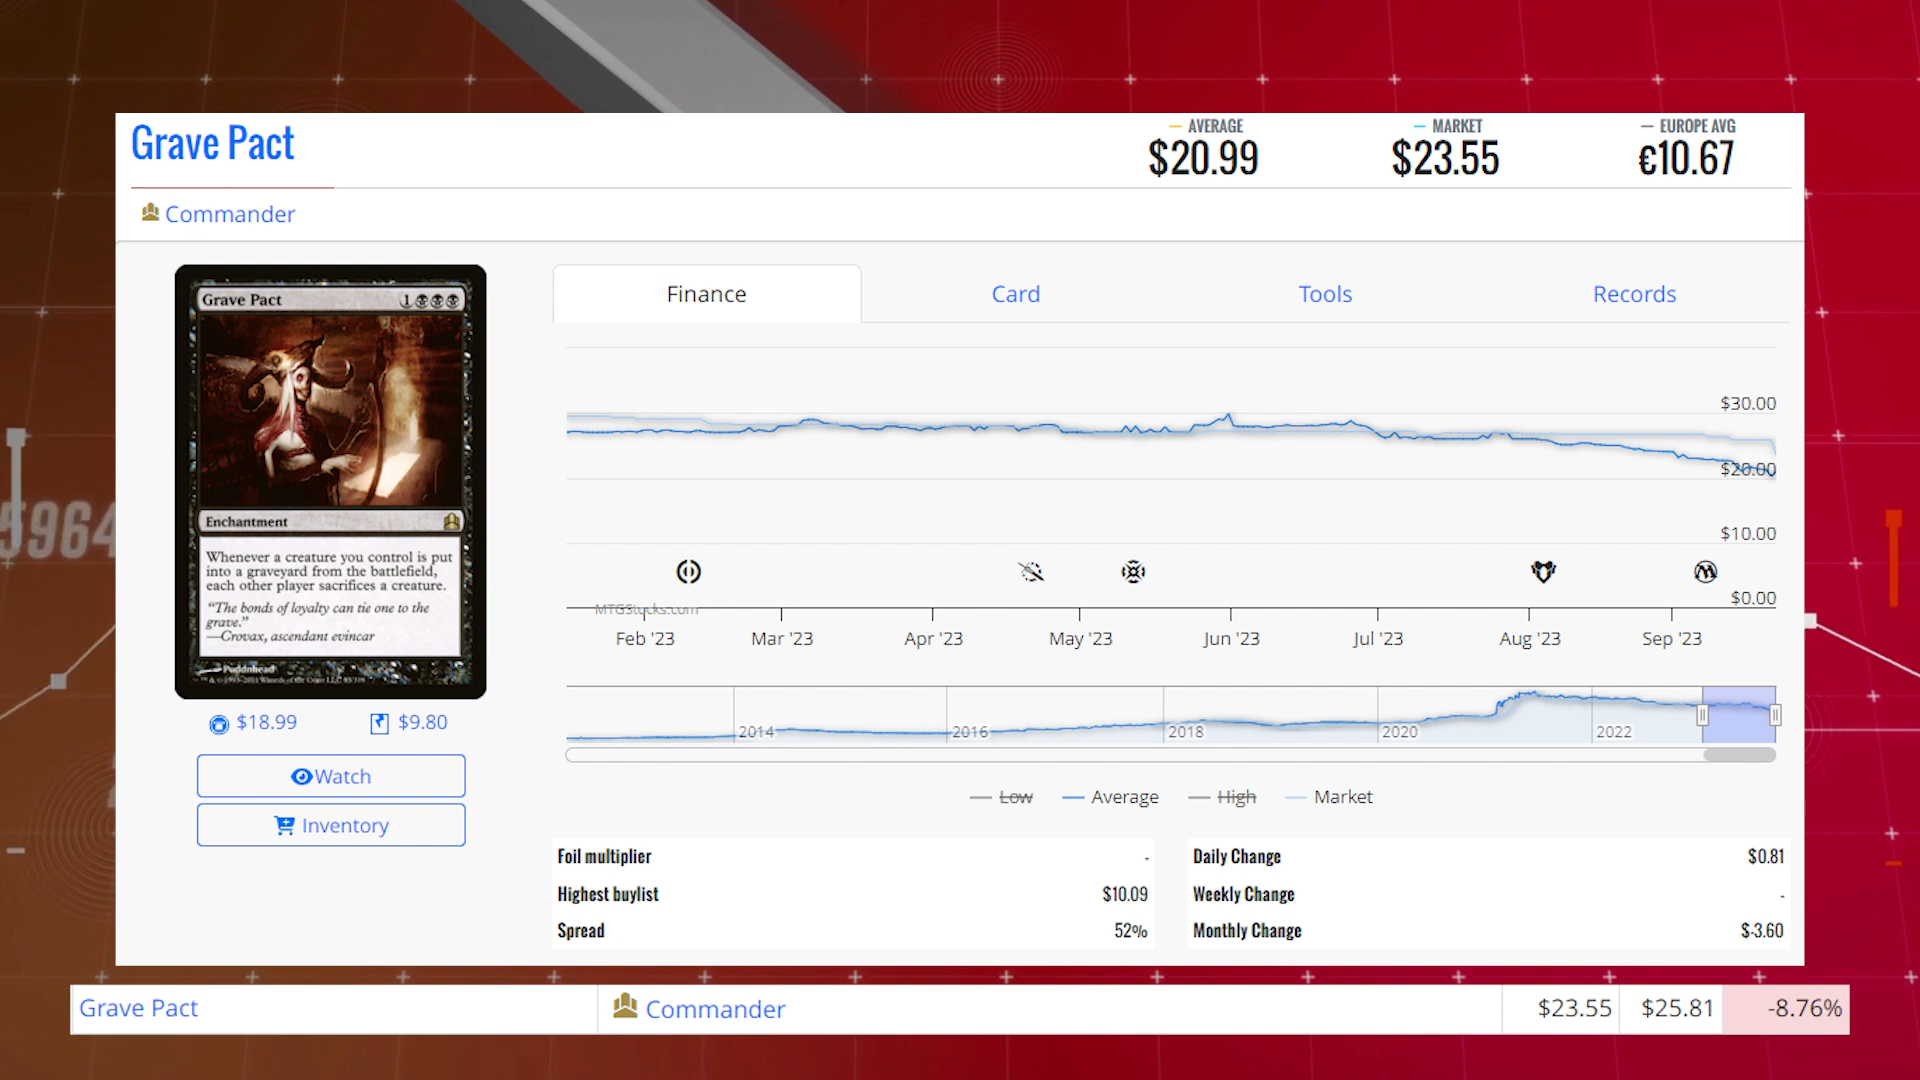 Grave Pact
AVERAGE
$20.99
MARKET
$23.55
EUROPE AVG
€10.67
Commander
Grave Pact 1
Enchantment
Whenever a creature you control is put
into a graveyard from the battlefield,
each other player sacrifices a creature.
"The bonds of loyalty can tie one to the
grave."
—Crovax, ascendant evincar
Puddnhead
$18.99 $9.80
Watch
Inventory
Finance Card Tools Records
$30.00
$20.00
$10.00
$0.00
MTGStocks.com
Feb '23 Mar '23 Apr '23 May '23 Jun '23 Jul '23 Aug '23 Sep '23
2014 2016 2018 2020 2022
Low Average High Market
Foil multiplier -
Highest buylist $10.09
Spread 52%
Daily Change $0.81
Weekly Change -
Monthly Change $-3.60
5964
Grave Pact Commander $23.55 $25.81 -8.76%